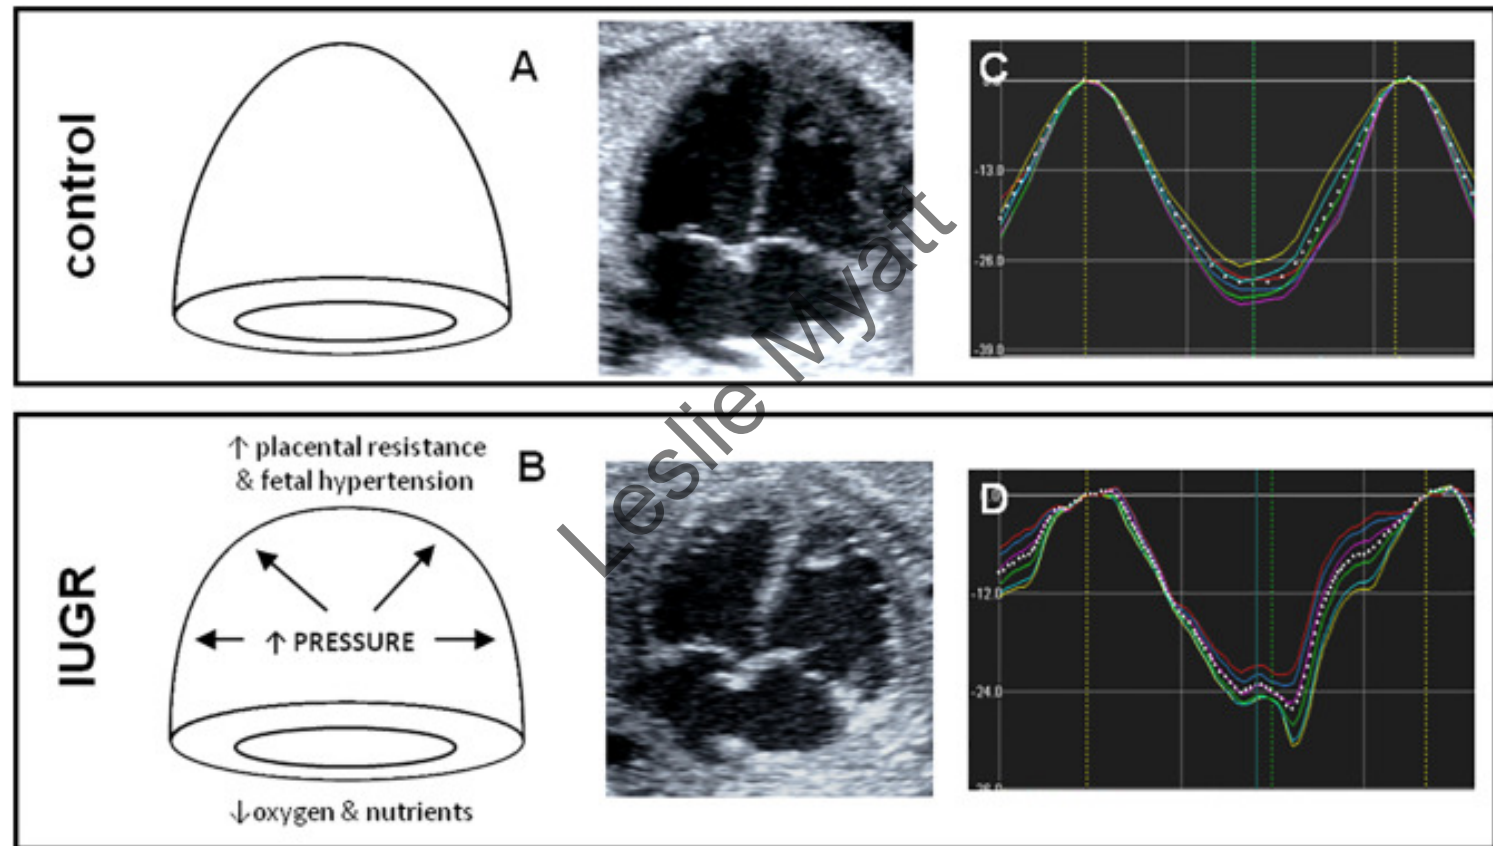 control
A
C
-13.0
-26.0
-39.0
↑ placental resistance
& fetal hypertension
B
IUGR
↑ PRESSURE
↓oxygen & nutrients
D
-12.0
-24.0
Leslie Myatt